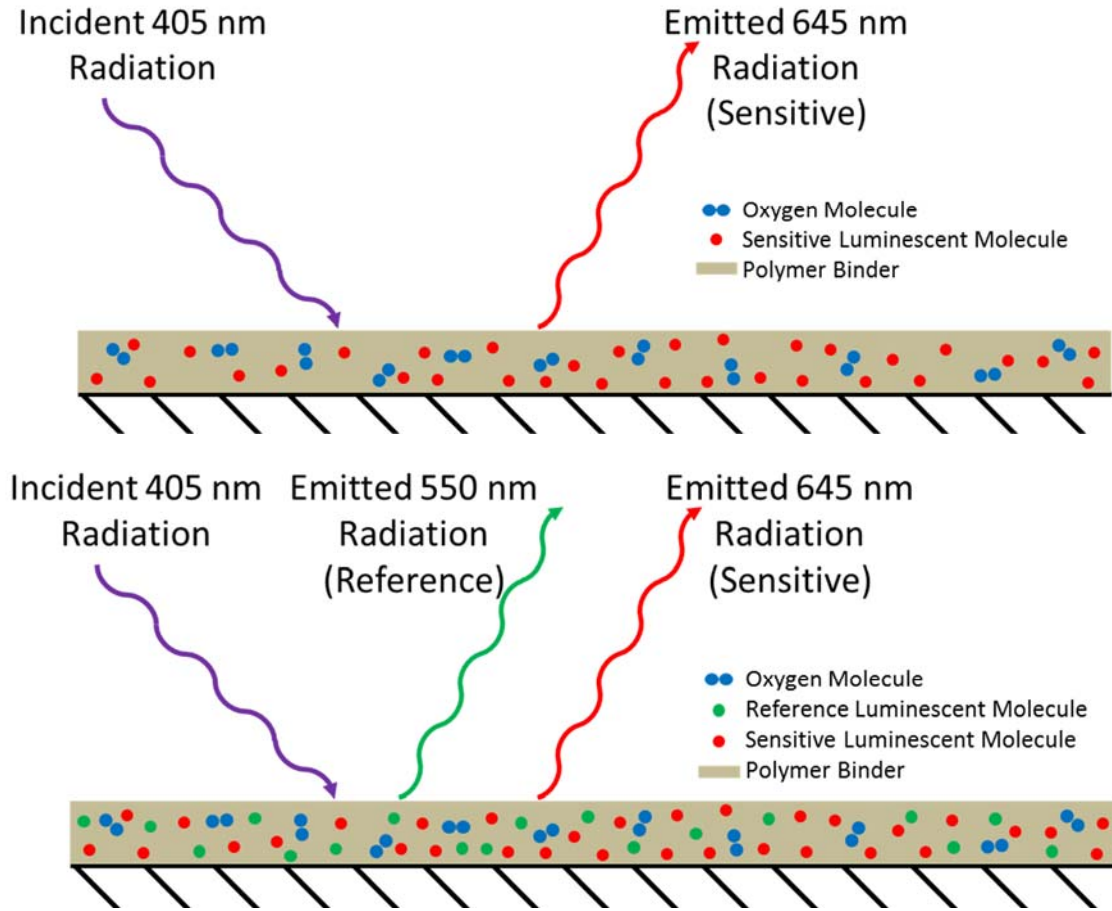 Incident 405 nm
Radiation
Emitted 645 nm
Radiation
(Sensitive)
Oxygen Molecule
Sensitive Luminescent Molecule
Polymer Binder
Incident 405 nm
Radiation
Emitted 550 nm
Radiation
(Reference)
Emitted 645 nm
Radiation
(Sensitive)
Oxygen Molecule
Reference Luminescent Molecule
Sensitive Luminescent Molecule
Polymer Binder